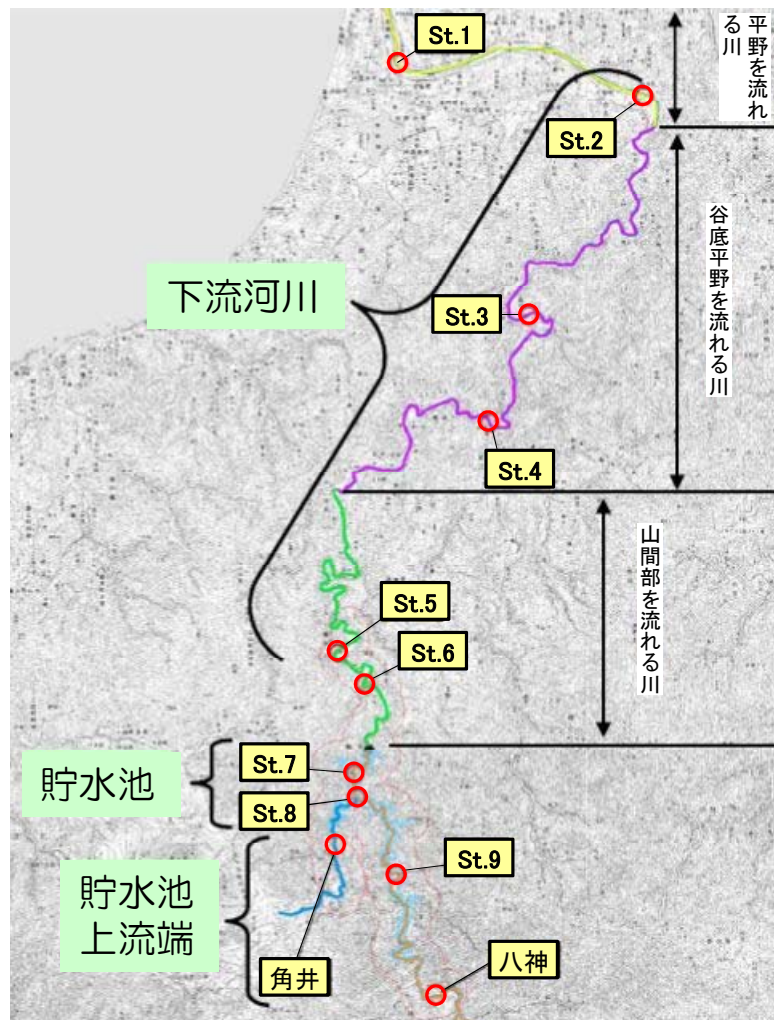 St.1
平野を流れ
る川
St.2
谷底平野を流れる川
下流河川
St.3
St.4
山間部を流れる川
St.5
St.6
貯水池
St.7
St.8
貯水池
上流端
St.9
角井
八神